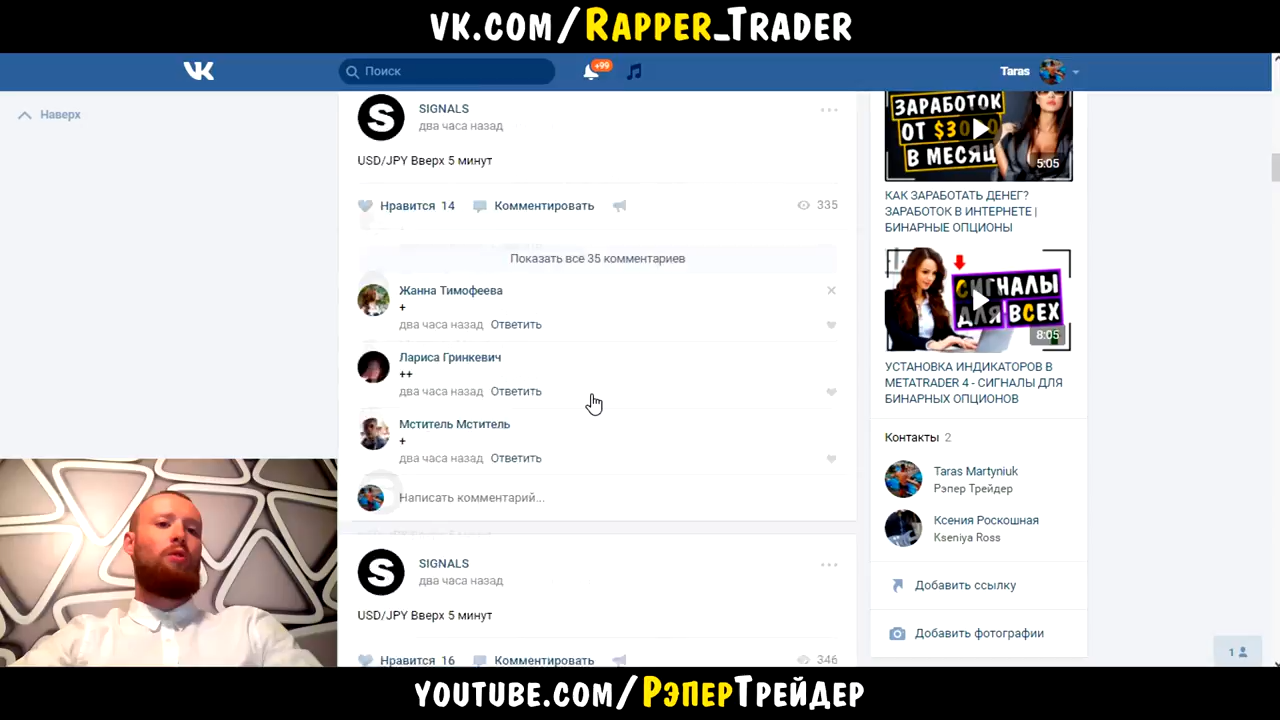 VK.COM/RAPPER_TRADER
Поиск
+99
Taras
Наверх
SIGNALS
два часа назад
USD/JPY Вверх 5 минут
Нравится 14
Комментировать
335
Показать все 35 комментариев
Жанна Тимофеева
+
два часа назад Ответить
Лариса Гринкевич
++
два часа назад Ответить
Мститель Мститель
+
два часа назад Ответить
Написать комментарий...
SIGNALS
два часа назад
USD/JPY Вверх 5 минут
Нравится 16
Комментировать
346
ЗАРАБОТОК
ОТ $3000
В МЕСЯЦ
5:05
КАК ЗАРАБОТАТЬ ДЕНЕГ?
ЗАРАБОТОК В ИНТЕРНЕТЕ |
БИНАРНЫЕ ОПЦИОНЫ
СИГНАЛЫ
ДЛЯ ВСЕХ
8:05
УСТАНОВКА ИНДИКАТОРОВ В
METATRADER 4 - СИГНАЛЫ ДЛЯ
БИНАРНЫХ ОПЦИОНОВ
Контакты 2
Taras Martyniuk
Рэпер Трейдер
Ксения Роскошная
Kseniya Ross
Добавить ссылку
Добавить фотографии
1
YOUTUBE.COM/РЭПЕРТРЕЙДЕР